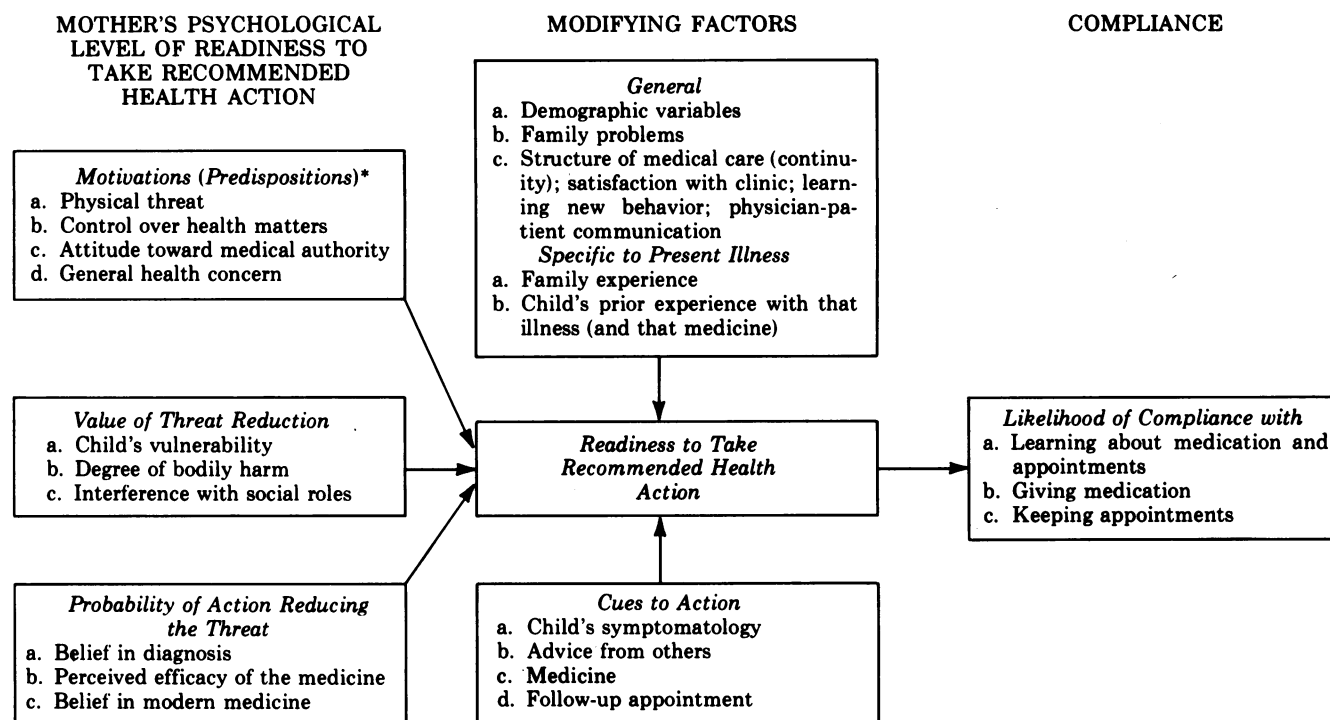 MOTHER'S PSYCHOLOGICAL
LEVEL OF READINESS TO
TAKE RECOMMENDED
HEALTH ACTION
Motivations (Predispositions)*
a. Physical threat
b. Control over health matters
c. Attitude toward medical authority
d. General health concern
Value of Threat Reduction
a. Child's vulnerability
b. Degree of bodily harm
c. Interference with social roles
Probability of Action Reducing
the Threat
a. Belief in diagnosis
b. Perceived efficacy of the medicine
c. Belief in modern medicine
MODIFYING FACTORS
General
a. Demographic variables
b. Family problems
c. Structure of medical care (continu-
ity); satisfaction with clinic; learn-
ing new behavior; physician-pa-
tient communication
Specific to Present Illness
a. Family experience
b. Child's prior experience with that
illness (and that medicine)
Readiness to Take
Recommended Health
Action
Cues to Action
a. Child's symptomatology
b. Advice from others
c. Medicine
d. Follow-up appointment
COMPLIANCE
Likelihood of Compliance with
a. Learning about medication and
appointments
b. Giving medication
c. Keeping appointments